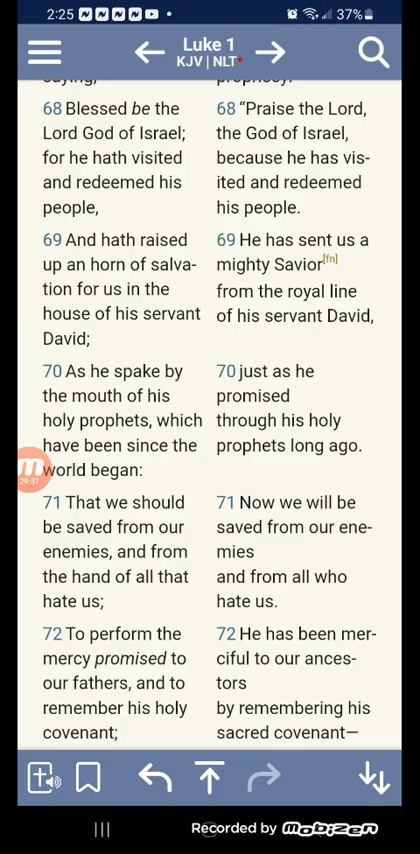 2:25 N N N N
37%
Luke 1
KJV | NLT*
saying,
68 Blessed be the
Lord God of Israel;
for he hath visited
and redeemed his
people,
69 And hath raised
up an horn of salva-
tion for us in the
house of his servant
David;
70 As he spake by
the mouth of his
holy prophets, which
have been since the
world began:
71 That we should
be saved from our
enemies, and from
the hand of all that
hate us;
72 To perform the
mercy promised to
our fathers, and to
remember his holy
covenant;
prophecy:
68 “Praise the Lord,
the God of Israel,
because he has vis-
ited and redeemed
his people.
69 He has sent us a
mighty Savior[fn]
from the royal line
of his servant David,
70 just as he
promised
through his holy
prophets long ago.
71 Now we will be
saved from our ene-
mies
and from all who
hate us.
72 He has been mer-
ciful to our ances-
tors
by remembering his
sacred covenant—
m
29:57
Recorded by mobizen